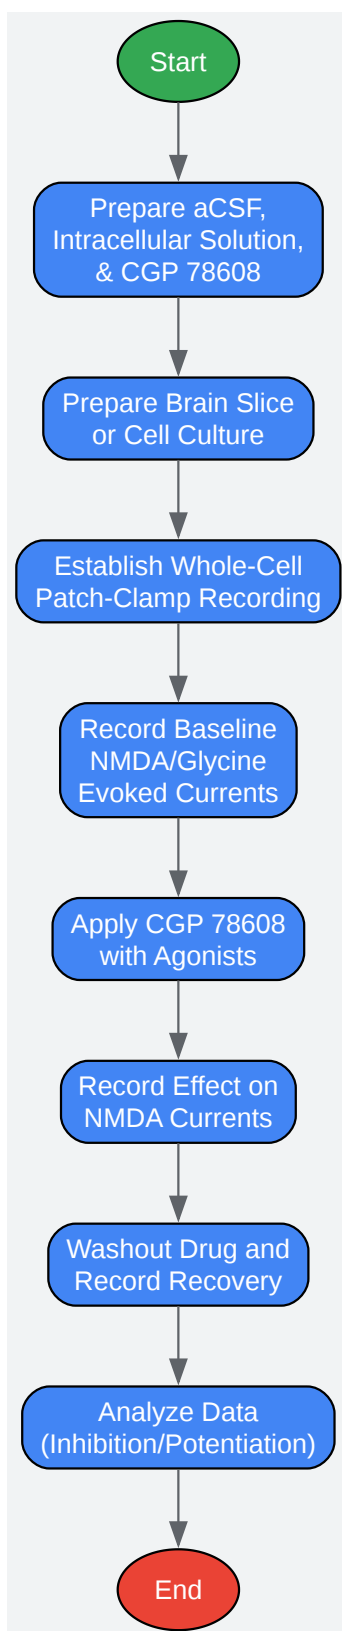 Start
Prepare aCSF,
Intracellular Solution,
& CGP 78608
Prepare Brain Slice
or Cell Culture
Establish Whole-Cell
Patch-Clamp Recording
Record Baseline
NMDA/Glycine
Evoked Currents
Apply CGP 78608
with Agonists
Record Effect on
NMDA Currents
Washout Drug and
Record Recovery
Analyze Data
(Inhibition/Potentiation)
End